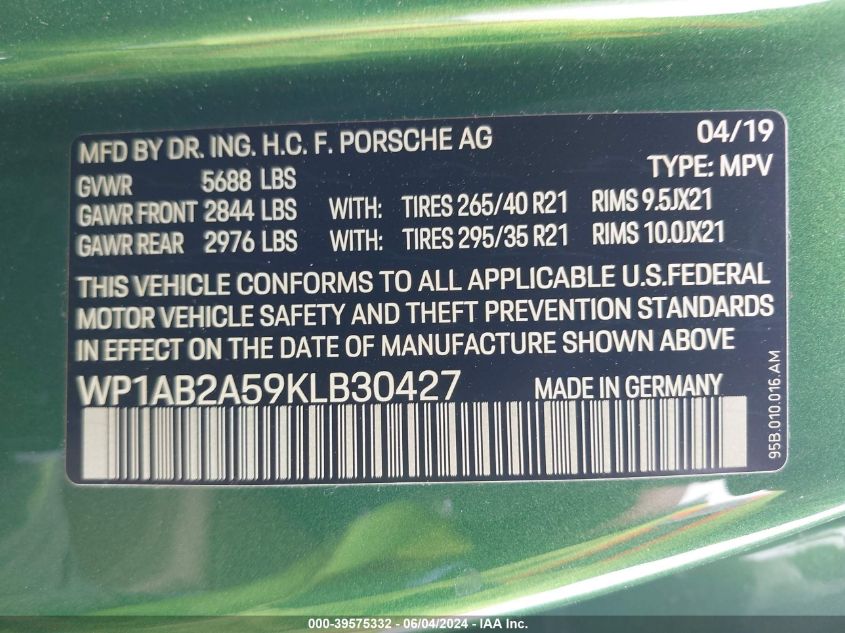 MFD BY DR. ING. H.C. F. PORSCHE AG 04/19
TYPE: MPV
GVWR 5688 LBS
GAWR FRONT 2844 LBS WITH: TIRES 265/40 R21 RIMS 9.5JX21
GAWR REAR 2976 LBS WITH: TIRES 295/35 R21 RIMS 10.0JX21
THIS VEHICLE CONFORMS TO ALL APPLICABLE U.S.FEDERAL
MOTOR VEHICLE SAFETY AND THEFT PREVENTION STANDARDS
IN EFFECT ON THE DATE OF MANUFACTURE SHOWN ABOVE
WP1AB2A59KLB30427 MADE IN GERMANY
95B.010.016.AM
000-39575332 - 06/04/2024 - IAA Inc.